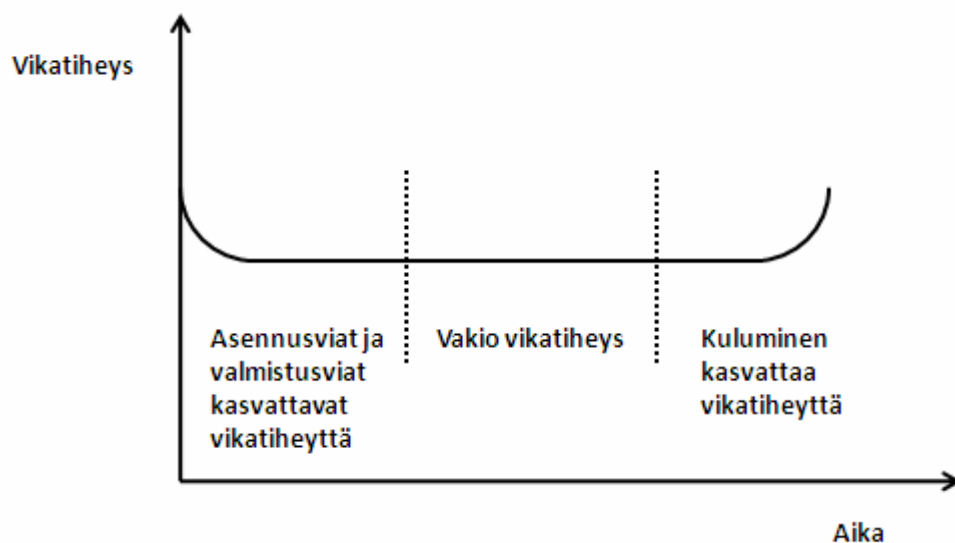 Vikatiheys
Asennusviat ja
valmistusviat
kasvattavat
vikatiheyttä
Vakio vikatiheys
Kuluminen
kasvattaa
vikatiheyttä
Aika